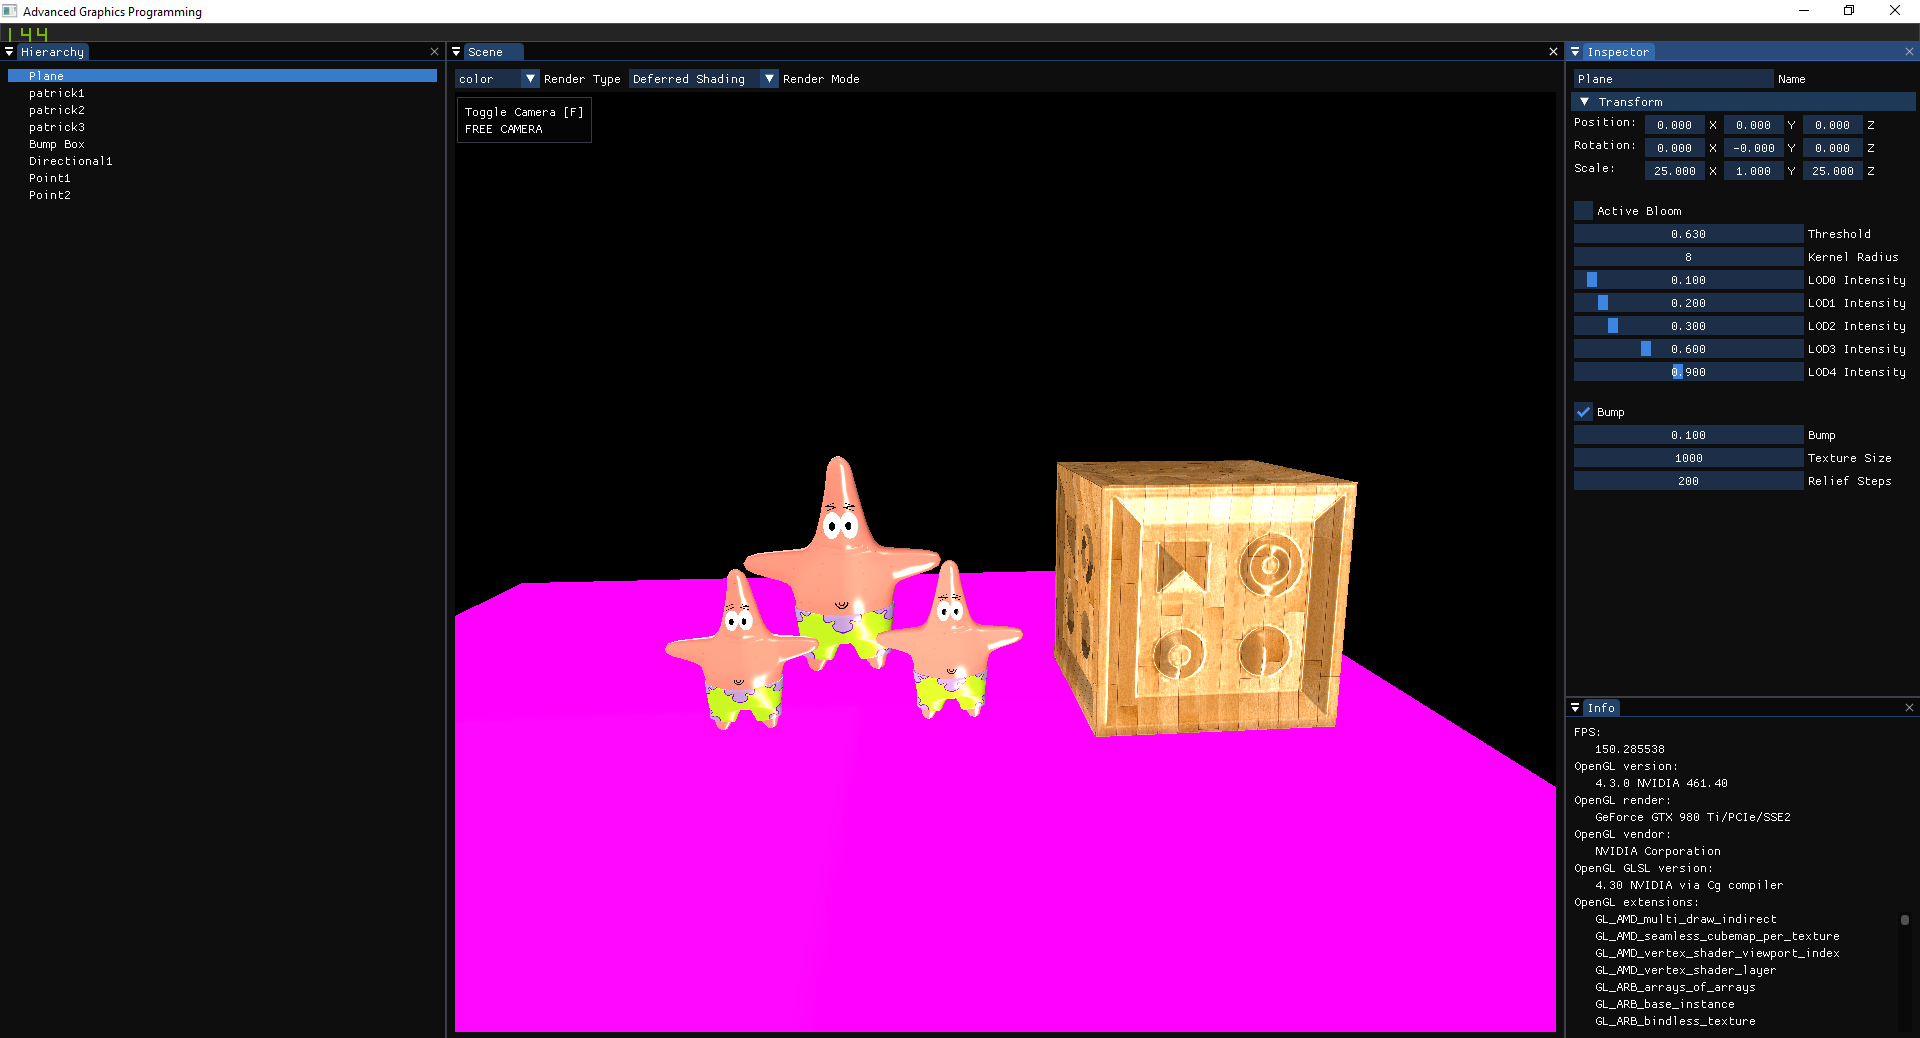 Advanced Graphics Programming
144
Hierarchy
Plane
patrick1
patrick2
patrick3
Bump Box
Directional1
Point1
Point2
Scene
color Render Type Deferred Shading Render Mode
Toggle Camera [F]
FREE CAMERA
Inspector
Plane Name
Transform
Position: 0.000 X 0.000 Y 0.000 Z
Rotation: 0.000 X -0.000 Y 0.000 Z
Scale: 25.000 X 1.000 Y 25.000 Z
Active Bloom
0.630 Threshold
8 Kernel Radius
0.100 LOD0 Intensity
0.200 LOD1 Intensity
0.300 LOD2 Intensity
0.600 LOD3 Intensity
0.900 LOD4 Intensity
Bump
0.100 Bump
1000 Texture Size
200 Relief Steps
Info
FPS:
150.285538
OpenGL version:
4.3.0 NVIDIA 461.40
OpenGL render:
GeForce GTX 980 Ti/PCIe/SSE2
OpenGL vendor:
NVIDIA Corporation
OpenGL GLSL version:
4.30 NVIDIA via Cg compiler
OpenGL extensions:
GL_AMD_multi_draw_indirect
GL_AMD_seamless_cubemap_per_texture
GL_AMD_vertex_shader_viewport_index
GL_AMD_vertex_shader_layer
GL_ARB_arrays_of_arrays
GL_ARB_base_instance
GL_ARB_bindless_texture